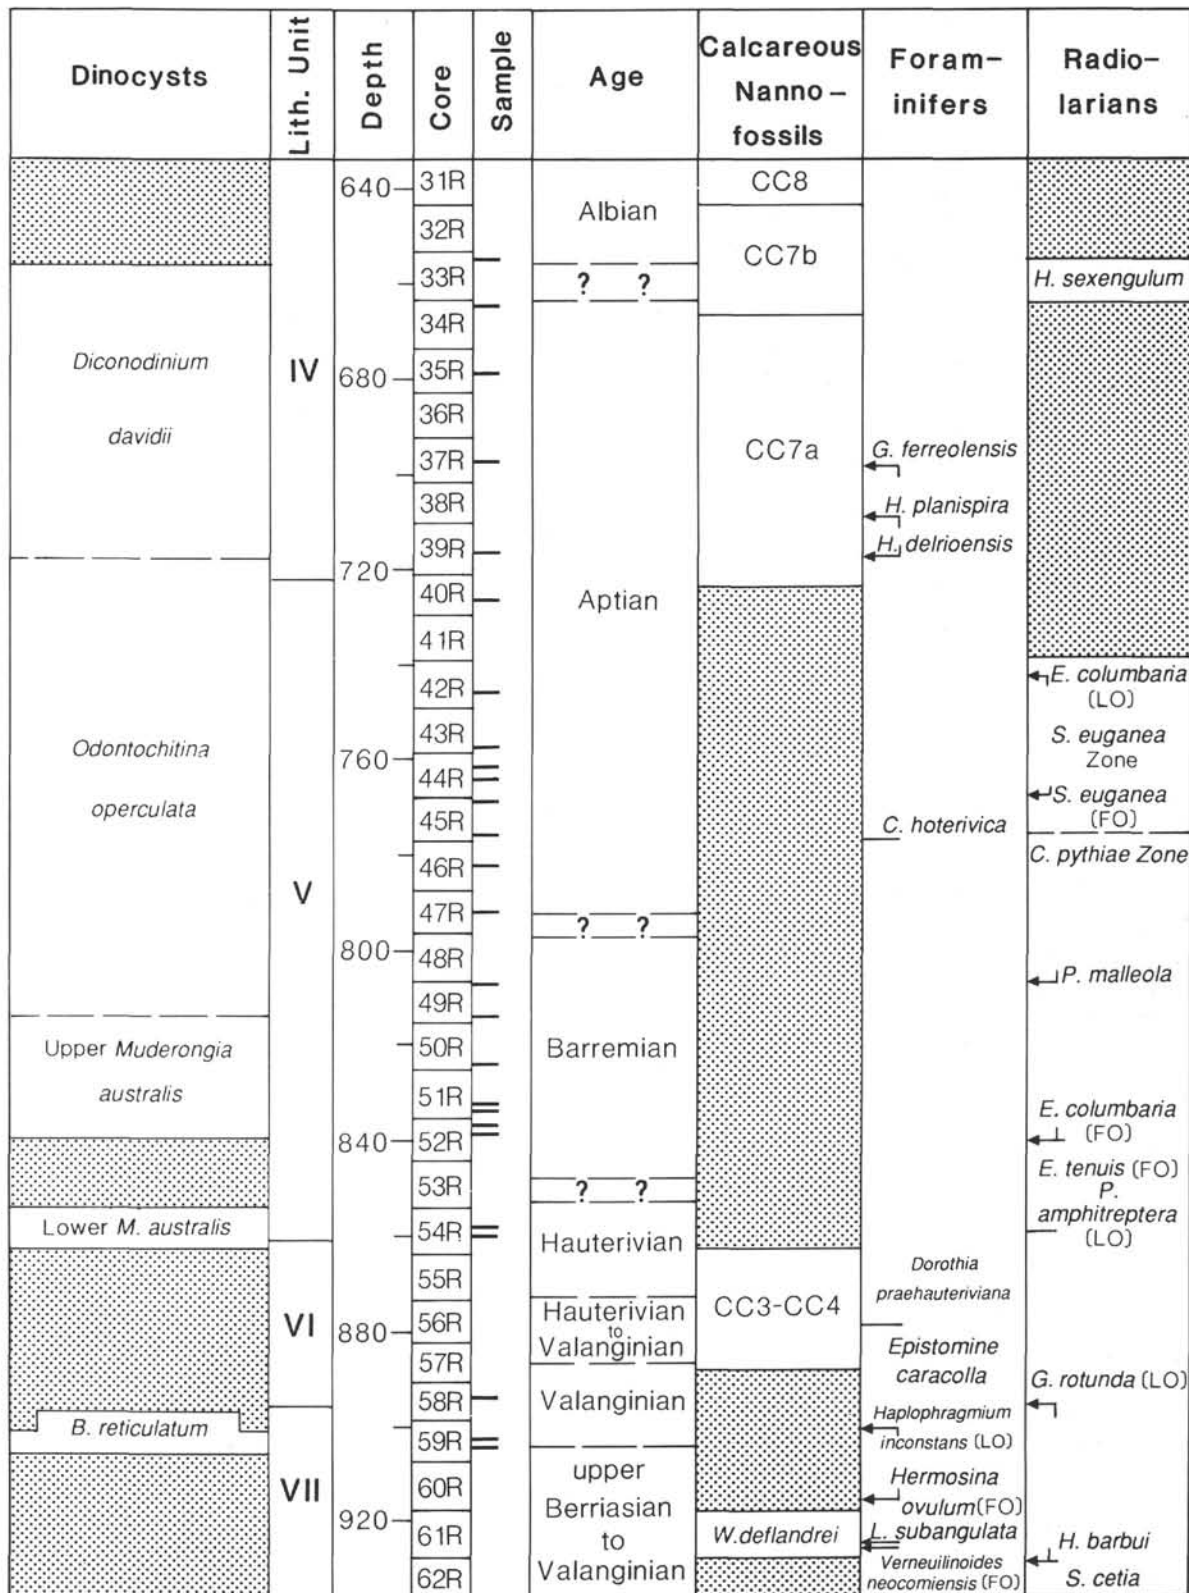 Dinocysts
Lith. Unit
Depth
Core
Sample
Age
Calcareous
Nanno-
fossils
Foram-
inifers
Radio-
larians
Diconodinium
davidii
Odontochitina
operculata
Upper Muderongia
australis
Lower M. australis
B. reticulatum
IV
V
VI
VII
640
680
720
760
800
840
880
920
31R
32R
33R
34R
35R
36R
37R
38R
39R
40R
41R
42R
43R
44R
45R
46R
47R
48R
49R
50R
51R
52R
53R
54R
55R
56R
57R
58R
59R
60R
61R
62R
Albian
? ?
Aptian
? ?
Barremian
? ?
Hauterivian
Hauterivian
to
Valanginian
Valanginian
upper
Berriasian
to
Valanginian
CC8
CC7b
CC7a
CC3-CC4
W.deflandrei
G. ferreolensis
H. planispira
H. delrioensis
C. hoterivica
Dorothia
praehauteriviana
Epistomine
caracolla
Haplophragmium
inconstans (LO)
Hermosina
ovulum(FO)
L. subangulata
Verneuilinoides
neocomiensis (FO)
H. sexengulum
E. columbaria
(LO)
S. euganea
Zone
S. euganea
(FO)
C. pythiae Zone
P. malleola
E. columbaria
(FO)
E. tenuis (FO)
P.
amphitreptera
(LO)
G. rotunda (LO)
H. barbui
S. cetia